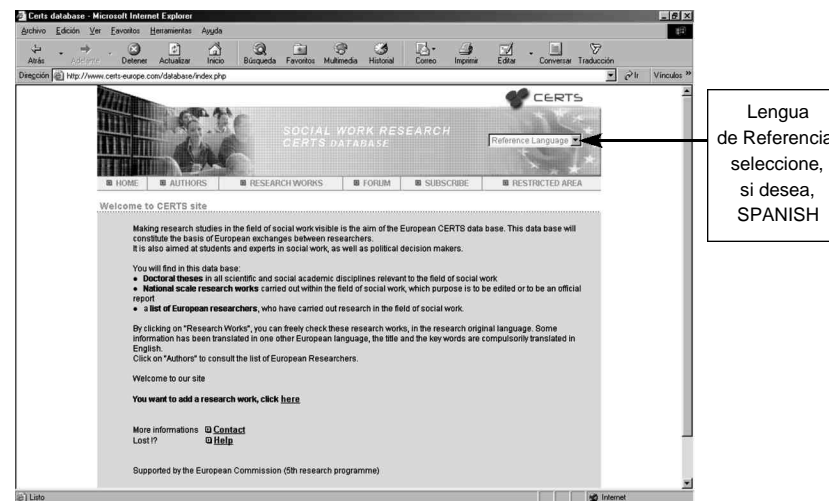 Certs database - Microsoft Internet Explorer
Archivo Edición Ver Favoritos Herramientas Ayuda
Atrás Adelante Detener Actualizar Inicio Búsqueda Favoritos Multimedia Historial Correo Imprimir Editar Conversar Traducción
Dirección http://www.certs-europe.com/database/index.php Ir Vínculos »
CERTS
SOCIAL WORK RESEARCH
CERTS DATABASE
Reference Language
HOME AUTHORS RESEARCH WORKS FORUM SUBSCRIBE RESTRICTED AREA
Welcome to CERTS site
Making research studies in the field of social work visible is the aim of the European CERTS data base. This data base will
constitute the basis of European exchanges between researchers.
It is also aimed at students and experts in social work, as well as political decision makers.
You will find in this data base:
● Doctoral theses in all scientific and social academic disciplines relevant to the field of social work
● National scale research works carried out within the field of social work, which purpose is to be edited or to be an official
report
● a list of European researchers, who have carried out research in the field of social work.
By clicking on "Research Works", you can freely check these research works, in the research original language. Some
information has been translated in one other European language, the title and the key words are compulsorily translated in
English.
Click on "Authors" to consult the list of European Researchers.
Welcome to our site
You want to add a research work, click here
More informations Contact
Lost !? Help
Supported by the European Commission (5th research programme)
Listo Internet
Lengua
de Referencia
seleccione,
si desea,
SPANISH